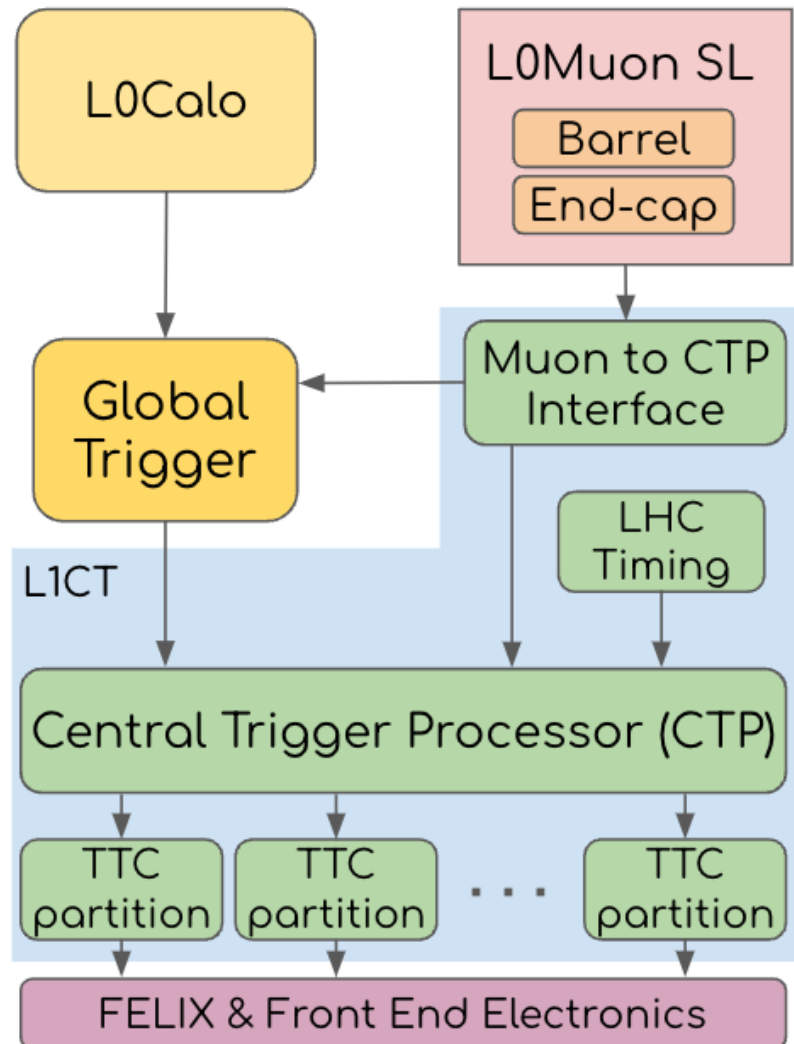 L0Calo
L0Muon SL
Barrel
End-cap
Global
Trigger
Muon to CTP
Interface
LHC
Timing
L1CT
Central Trigger Processor (CTP)
TTC
partition
TTC
partition
...
TTC
partition
FELIX & Front End Electronics